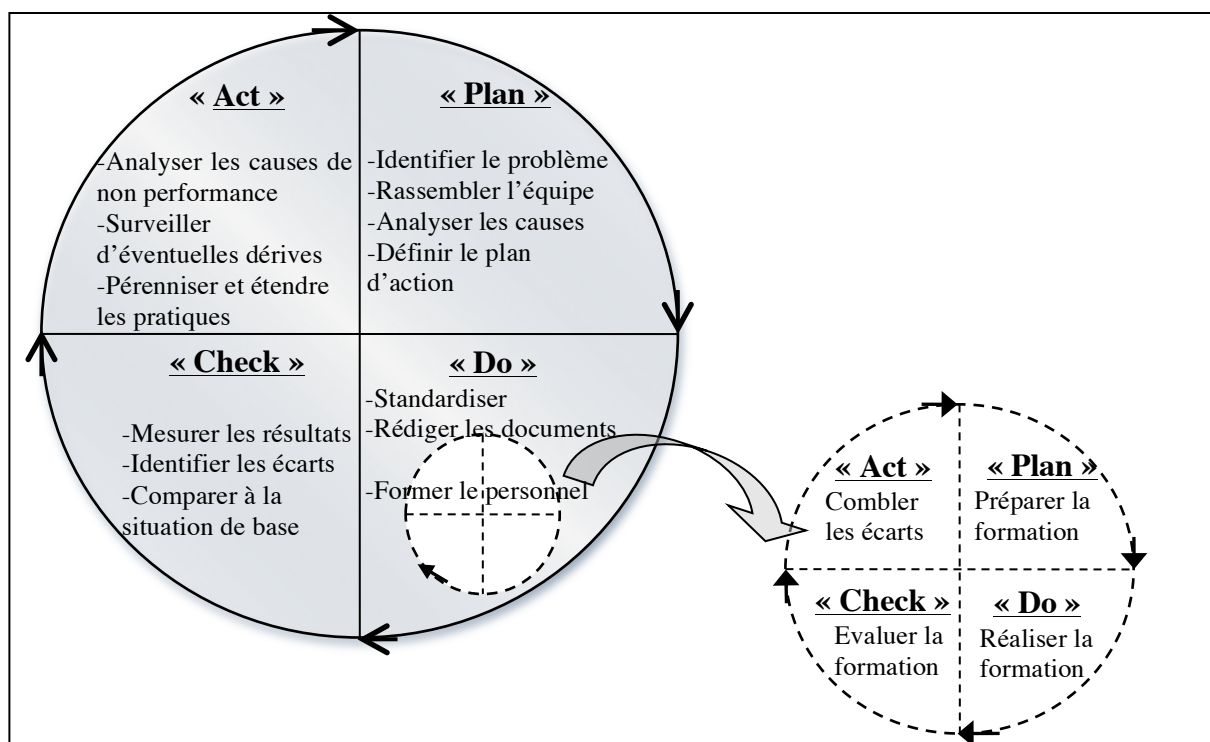 « Act »
-Analyser les causes de
non performance
-Surveiller
d’éventuelles dérives
-Pérenniser et étendre
les pratiques
« Plan »
-Identifier le problème
-Rassembler l’équipe
-Analyser les causes
-Définir le plan
d’action
« Check »
-Mesurer les résultats
-Identifier les écarts
-Comparer à la
situation de base
« Do »
-Standardiser
-Rédiger les documents
-Former le personnel
« Act »
Combler
les écarts
« Plan »
Préparer la
formation
« Check »
Evaluer la
formation
« Do »
Réaliser la
formation